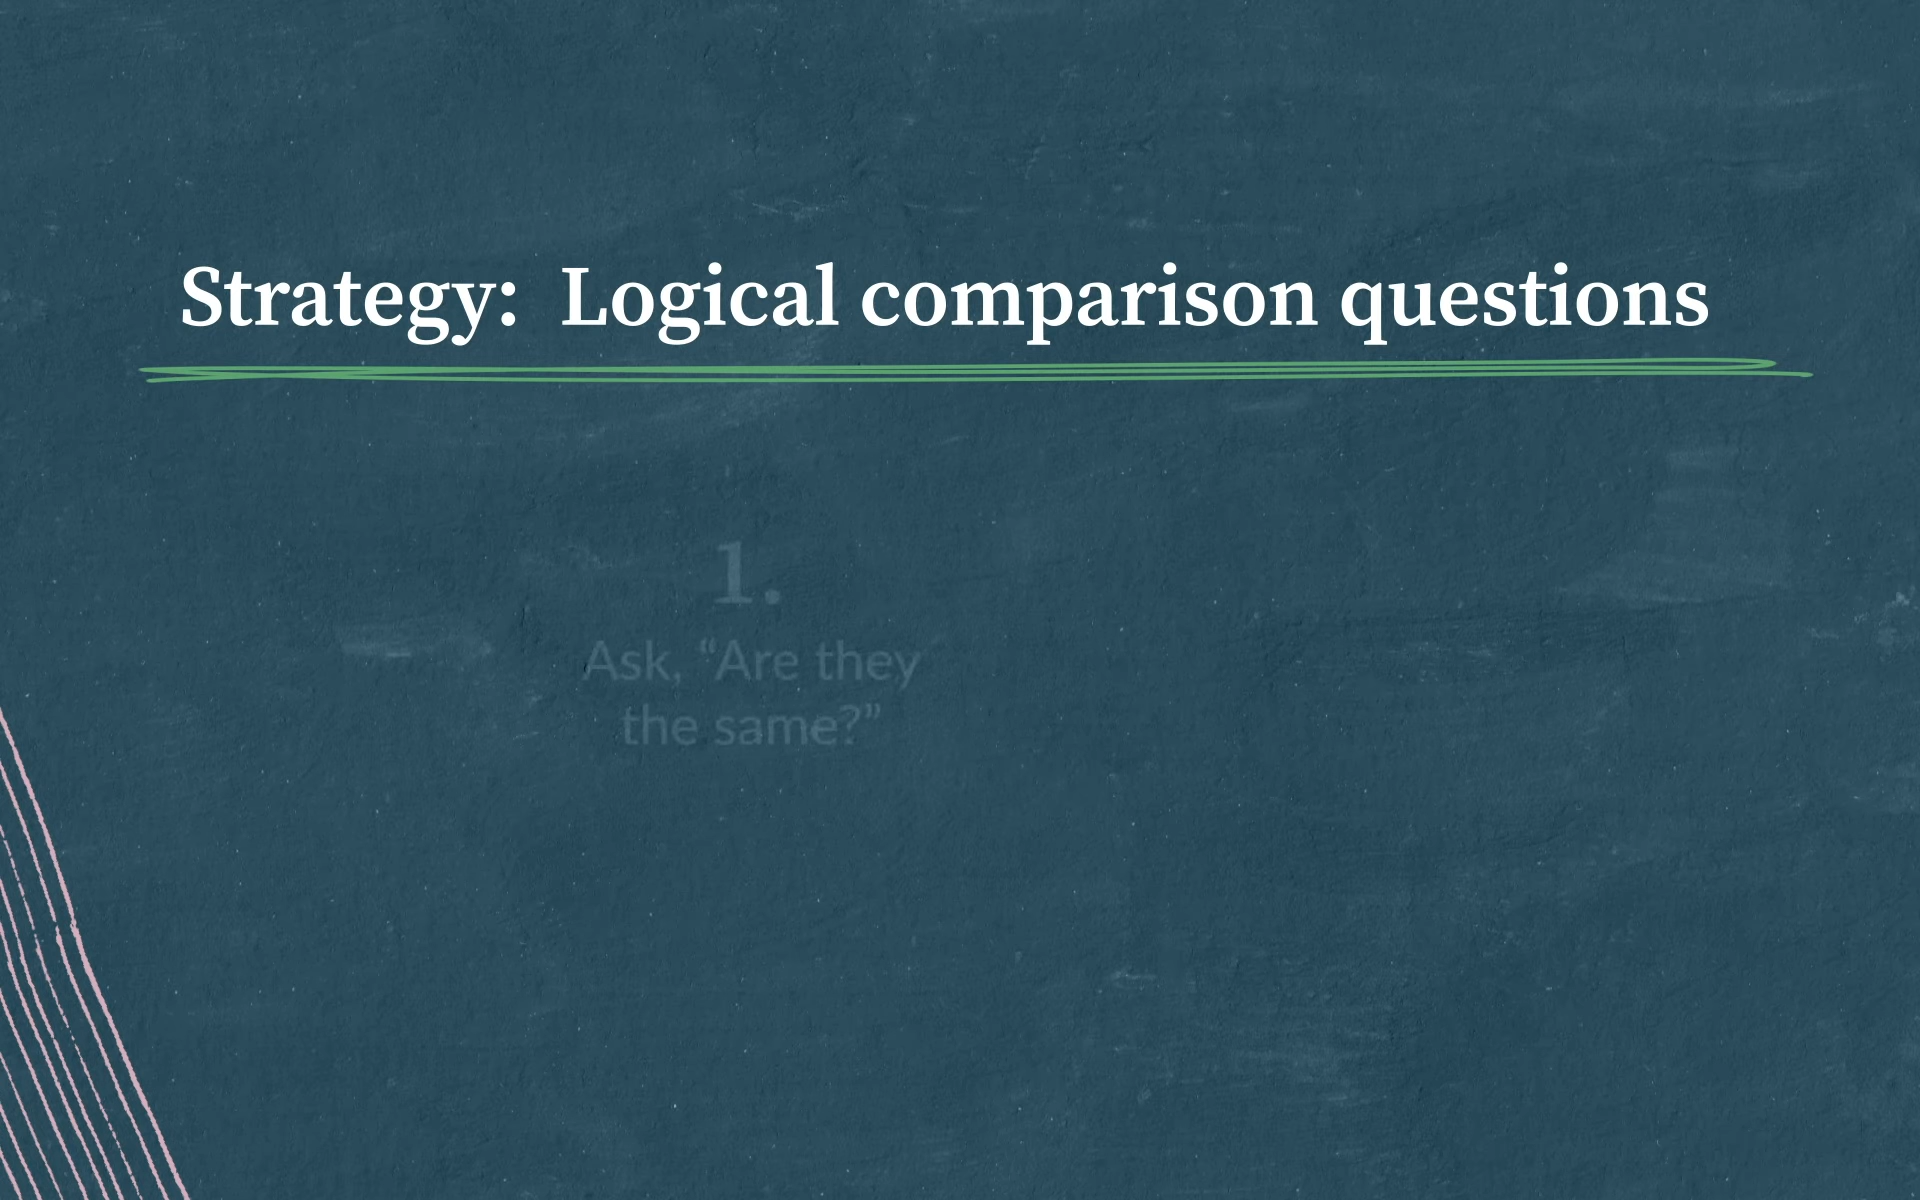 Strategy:  Logical comparison questions
1.
Ask, “Are they
the same?”